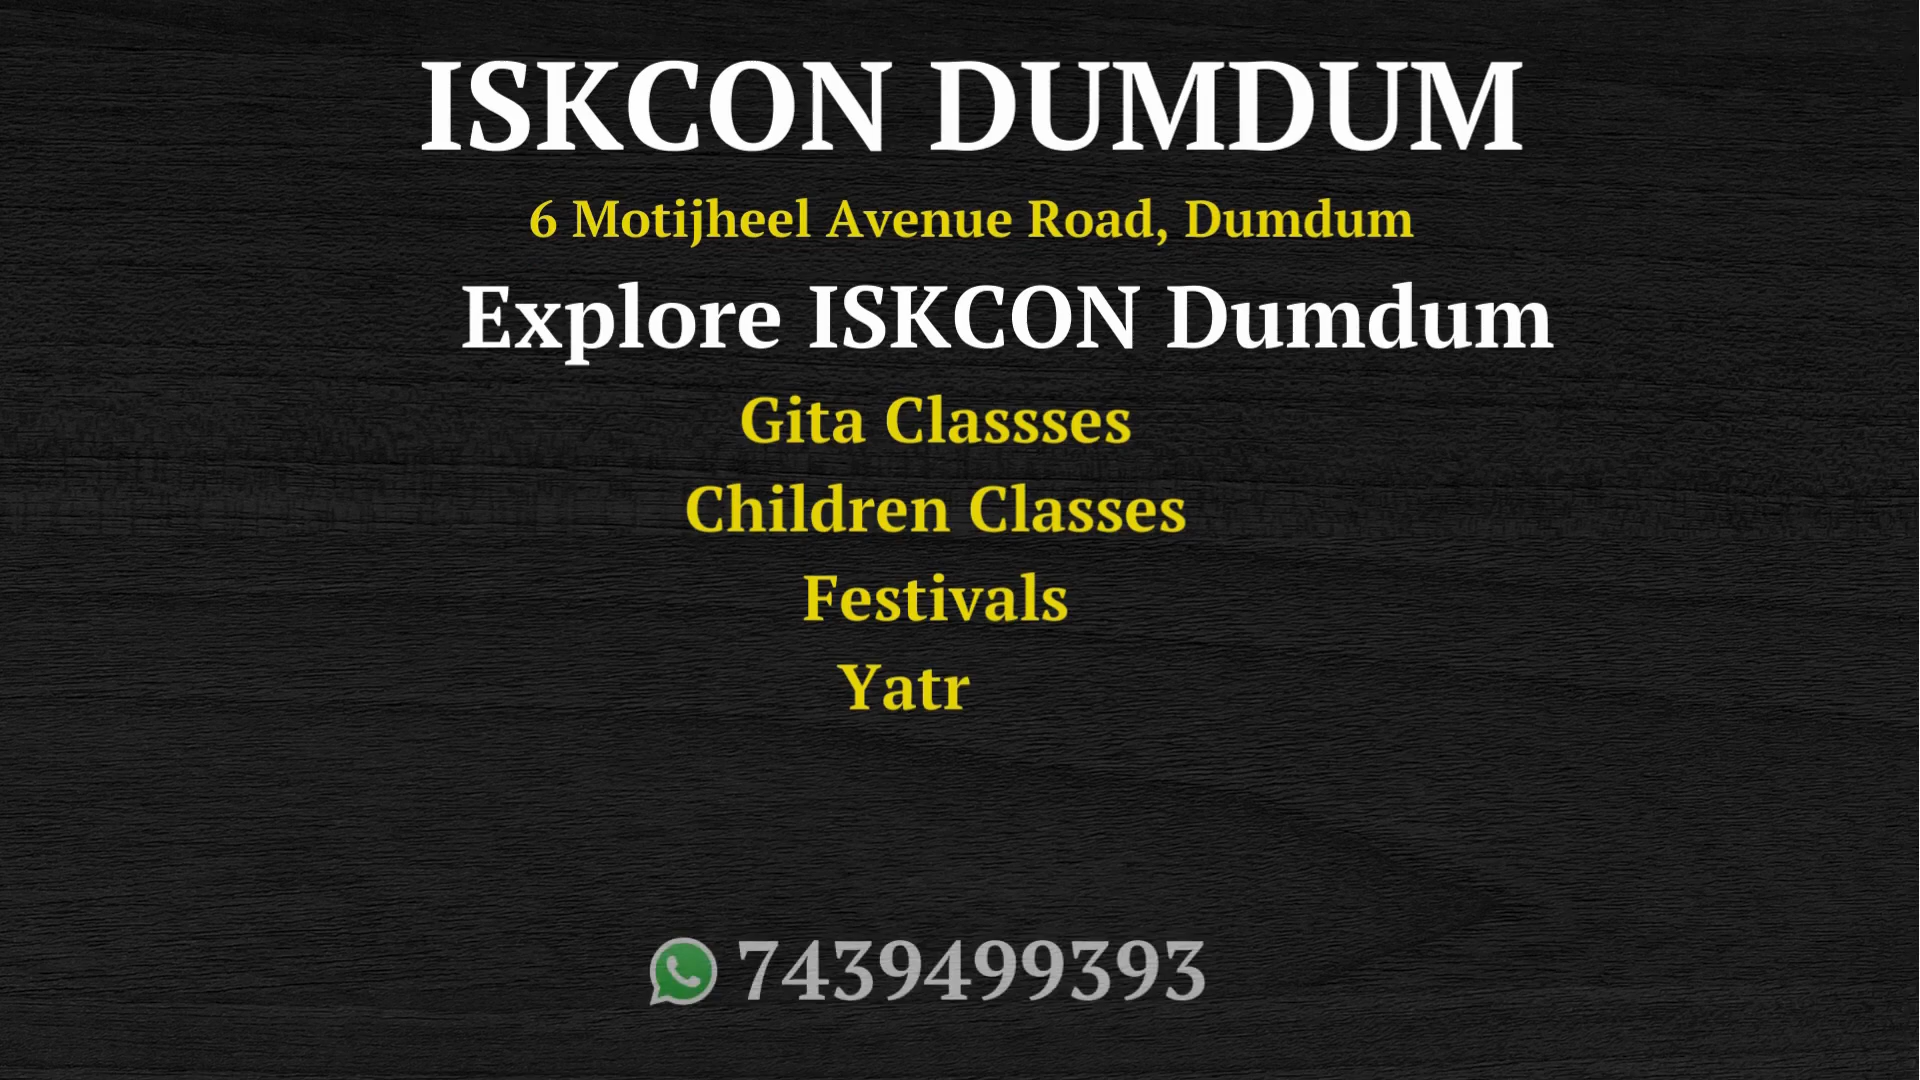 ISKCON DUMDUM
6 Motijheel Avenue Road, Dumdum
Explore ISKCON Dumdum
Gita Classses
Children Classes
Festivals
Yatr
7439499393